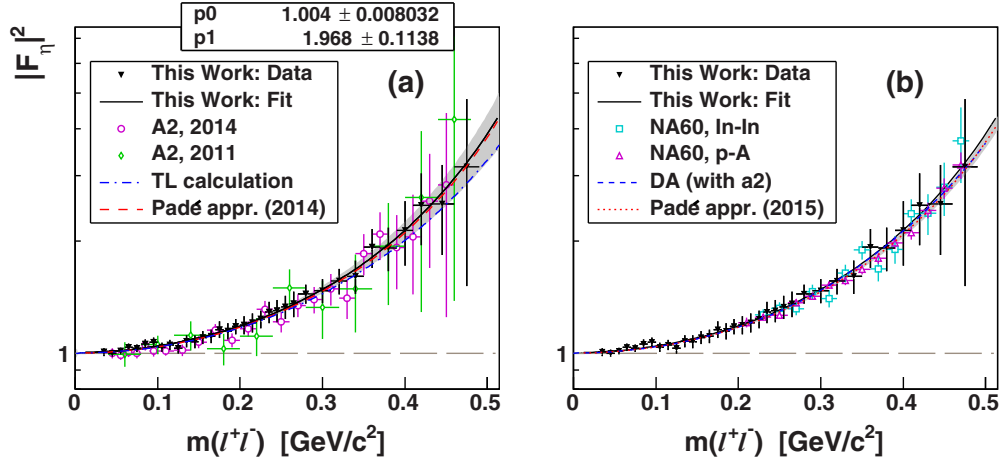 p0 1.004 ± 0.008032
p1 1.968 ± 0.1138
|Fη|²
(a)
This Work: Data
This Work: Fit
A2, 2014
A2, 2011
TL calculation
Padé appr. (2014)
1
0 0.1 0.2 0.3 0.4 0.5
m(l⁺l⁻) [GeV/c²]
(b)
This Work: Data
This Work: Fit
NA60, In-In
NA60, p-A
DA (with a2)
Padé appr. (2015)
1
0 0.1 0.2 0.3 0.4 0.5
m(l⁺l⁻) [GeV/c²]